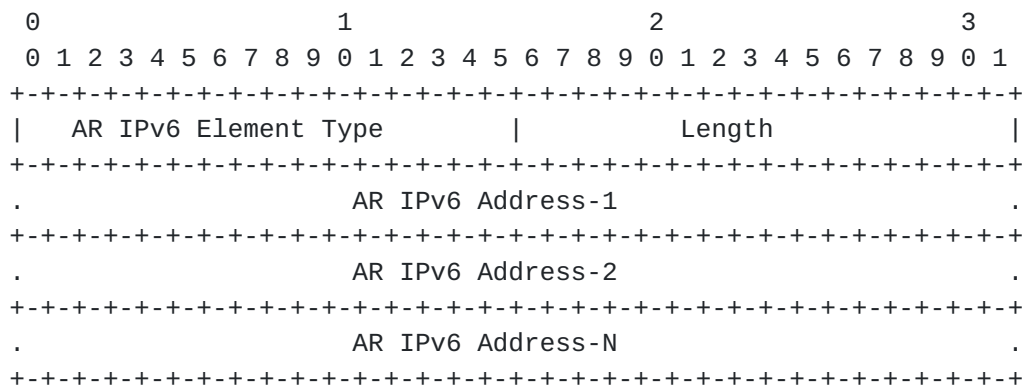 0                   1                   2                   3
 0 1 2 3 4 5 6 7 8 9 0 1 2 3 4 5 6 7 8 9 0 1 2 3 4 5 6 7 8 9 0 1
+-+-+-+-+-+-+-+-+-+-+-+-+-+-+-+-+-+-+-+-+-+-+-+-+-+-+-+-+-+-+-+-+
|   AR IPv6 Element Type        |          Length               |
+-+-+-+-+-+-+-+-+-+-+-+-+-+-+-+-+-+-+-+-+-+-+-+-+-+-+-+-+-+-+-+-+
.                     AR IPv6 Address-1                         .
+-+-+-+-+-+-+-+-+-+-+-+-+-+-+-+-+-+-+-+-+-+-+-+-+-+-+-+-+-+-+-+-+
.                     AR IPv6 Address-2                         .
+-+-+-+-+-+-+-+-+-+-+-+-+-+-+-+-+-+-+-+-+-+-+-+-+-+-+-+-+-+-+-+-+
.                     AR IPv6 Address-N                         .
+-+-+-+-+-+-+-+-+-+-+-+-+-+-+-+-+-+-+-+-+-+-+-+-+-+-+-+-+-+-+-+-+